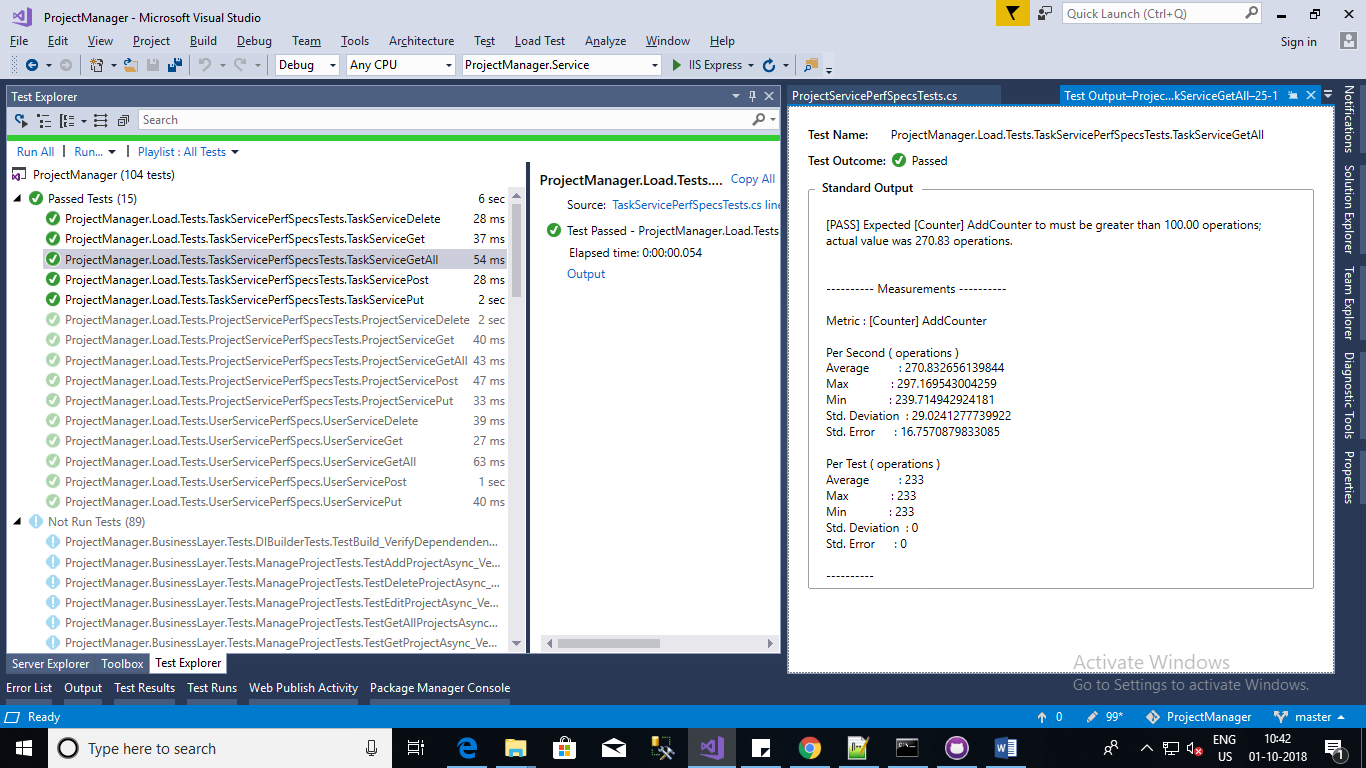 ProjectManager - Microsoft Visual Studio
Quick Launch (Ctrl+Q)
File Edit View Project Build Debug Team Tools Architecture Test Load Test Analyze Window Help
Sign in
Debug Any CPU ProjectManager.Service IIS Express
Test Explorer
Search
Run All | Run... | Playlist : All Tests
ProjectManager (104 tests)
Passed Tests (15) 6 sec
ProjectManager.Load.Tests.TaskServicePerfSpecsTests.TaskServiceDelete 28 ms
ProjectManager.Load.Tests.TaskServicePerfSpecsTests.TaskServiceGet 37 ms
ProjectManager.Load.Tests.TaskServicePerfSpecsTests.TaskServiceGetAll 54 ms
ProjectManager.Load.Tests.TaskServicePerfSpecsTests.TaskServicePost 28 ms
ProjectManager.Load.Tests.TaskServicePerfSpecsTests.TaskServicePut 2 sec
ProjectManager.Load.Tests.ProjectServicePerfSpecsTests.ProjectServiceDelete 2 sec
ProjectManager.Load.Tests.ProjectServicePerfSpecsTests.ProjectServiceGet 40 ms
ProjectManager.Load.Tests.ProjectServicePerfSpecsTests.ProjectServiceGetAll 43 ms
ProjectManager.Load.Tests.ProjectServicePerfSpecsTests.ProjectServicePost 47 ms
ProjectManager.Load.Tests.ProjectServicePerfSpecsTests.ProjectServicePut 33 ms
ProjectManager.Load.Tests.UserServicePerfSpecs.UserServiceDelete 39 ms
ProjectManager.Load.Tests.UserServicePerfSpecs.UserServiceGet 27 ms
ProjectManager.Load.Tests.UserServicePerfSpecs.UserServiceGetAll 63 ms
ProjectManager.Load.Tests.UserServicePerfSpecs.UserServicePost 1 sec
ProjectManager.Load.Tests.UserServicePerfSpecs.UserServicePut 40 ms
Not Run Tests (89)
ProjectManager.BusinessLayer.Tests.DIBuilderTests.TestBuild_VerifyDependenden...
ProjectManager.BusinessLayer.Tests.ManageProjectTests.TestAddProjectAsync_Ve...
ProjectManager.BusinessLayer.Tests.ManageProjectTests.TestDeleteProjectAsync_...
ProjectManager.BusinessLayer.Tests.ManageProjectTests.TestEditProjectAsync_Ve...
ProjectManager.BusinessLayer.Tests.ManageProjectTests.TestGetAllProjectsAsync...
ProjectManager.BusinessLayer.Tests.ManageProjectTests.TestGetProjectAsync_Ve...
ProjectManager.Load.Tests.... Copy All
Source: TaskServicePerfSpecsTests.cs line
Test Passed - ProjectManager.Load.Tests
Elapsed time: 0:00:00.054
Output
ProjectServicePerfSpecsTests.cs
Test Output–Projec...kServiceGetAll–25-1
Test Name: ProjectManager.Load.Tests.TaskServicePerfSpecsTests.TaskServiceGetAll
Test Outcome: Passed
Standard Output
[PASS] Expected [Counter] AddCounter to must be greater than 100.00 operations;
actual value was 270.83 operations.
---------- Measurements ----------
Metric : [Counter] AddCounter
Per Second ( operations )
Average : 270.832656139844
Max : 297.169543004259
Min : 239.714942924181
Std. Deviation : 29.0241277739922
Std. Error : 16.7570879833085
Per Test ( operations )
Average : 233
Max : 233
Min : 233
Std. Deviation : 0
Std. Error : 0
----------
Notifications
Solution Explorer
Team Explorer
Diagnostic Tools
Properties
Activate Windows
Go to Settings to activate Windows.
Server Explorer Toolbox Test Explorer
Error List Output Test Results Test Runs Web Publish Activity Package Manager Console
Ready 0 99* ProjectManager master
Type here to search
ENG
US
10:42
01-10-2018
1